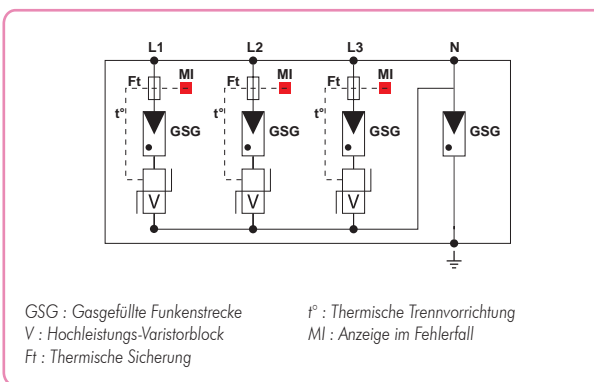 L1 L2 L3 N
Ft MI Ft MI Ft MI
t° t° t°
GSG GSG GSG GSG
V V V
GSG : Gasgefüllte Funkenstrecke
V : Hochleistungs-Varistorblock
Ft : Thermische Sicherung
t° : Thermische Trennvorrichtung
MI : Anzeige im Fehlerfall